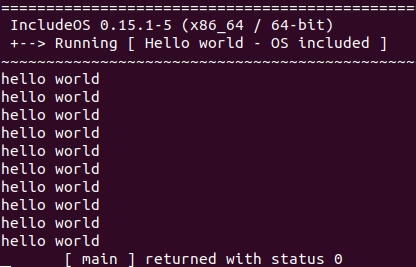 ==============================================
IncludeOS 0.15.1-5 (x86_64 / 64-bit)
+--> Running [ Hello world - OS included ]
~~~~~~~~~~~~~~~~~~~~~~~~~~~~~~~~~~~~~~~~~~~~~~
hello world
hello world
hello world
hello world
hello world
hello world
hello world
hello world
hello world
hello world
[ main ] returned with status 0